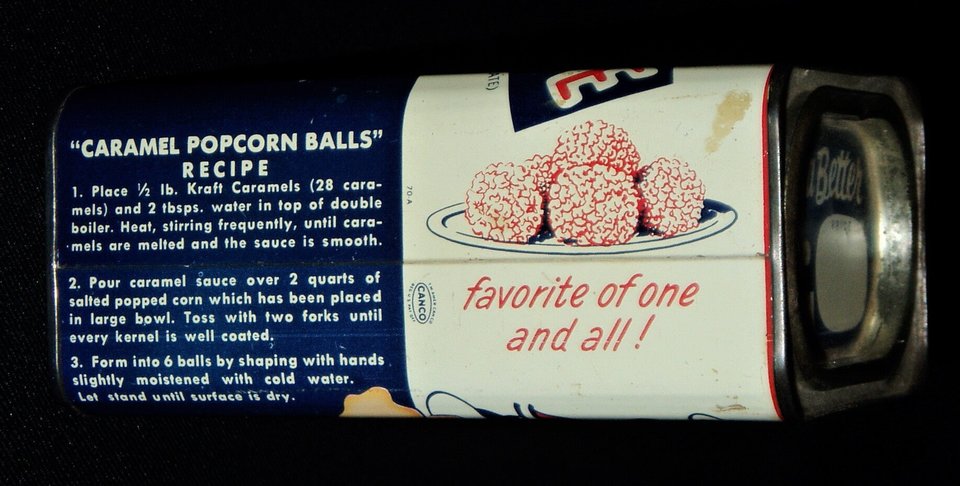 “CARAMEL POPCORN BALLS”
RECIPE
1. Place ½ lb. Kraft Caramels (28 cara-
mels) and 2 tbsps. water in top of double
boiler. Heat, stirring frequently, until cara-
mels are melted and the sauce is smooth.
2. Pour caramel sauce over 2 quarts of
salted popped corn which has been placed
in large bowl. Toss with two forks until
every kernel is well coated.
3. Form into 6 balls by shaping with hands
slightly moistened with cold water.
Let stand until surface is dry.
70-A
CANCO
favorite of one
and all!
Better